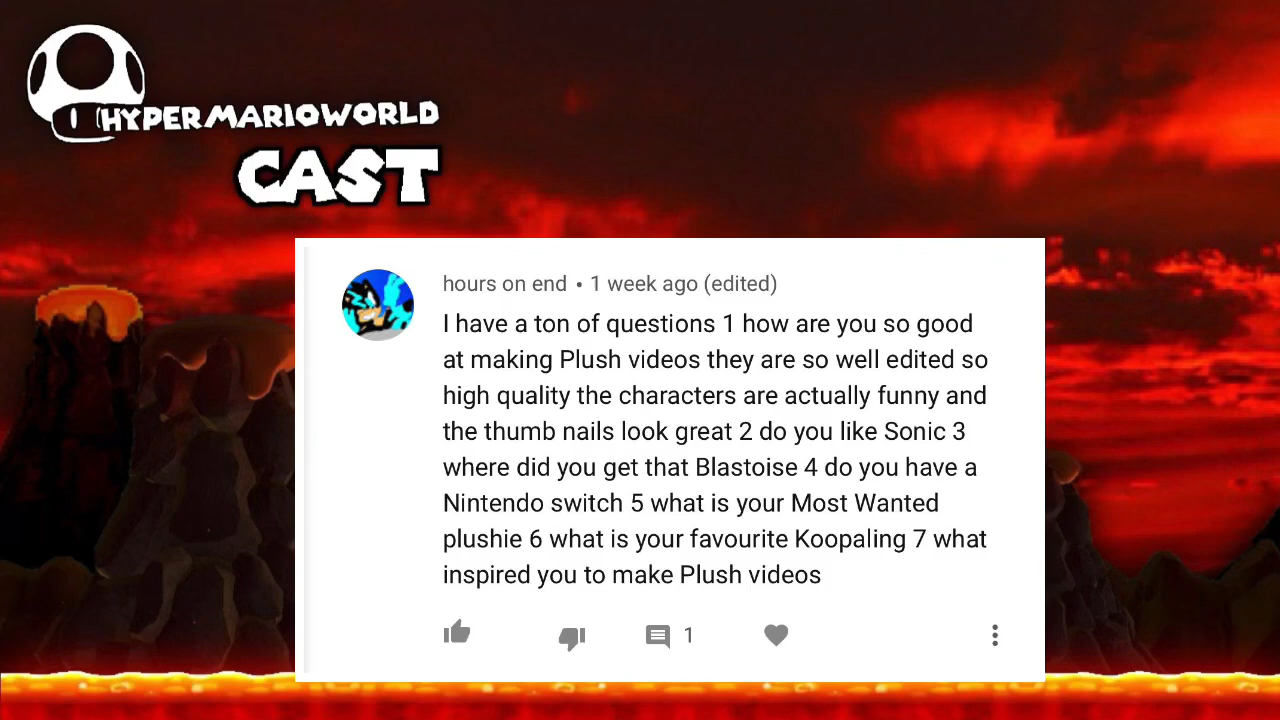 HYPERMARIOWORLD
CAST
hours on end • 1 week ago (edited)
I have a ton of questions 1 how are you so good
at making Plush videos they are so well edited so
high quality the characters are actually funny and
the thumb nails look great 2 do you like Sonic 3
where did you get that Blastoise 4 do you have a
Nintendo switch 5 what is your Most Wanted
plushie 6 what is your favourite Koopaling 7 what
inspired you to make Plush videos
1